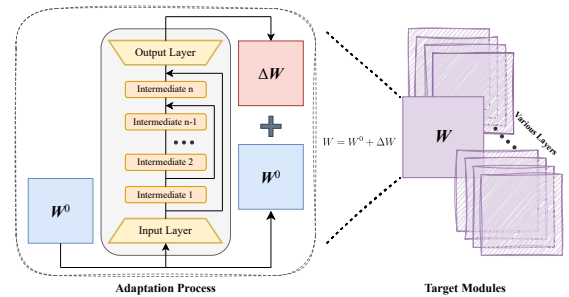 Output Layer
Intermediate n
Intermediate n-1
Intermediate 2
Intermediate 1
Input Layer
W⁰
ΔW
W⁰
W = W⁰ + ΔW
W
Various Layers
Adaptation Process
Target Modules